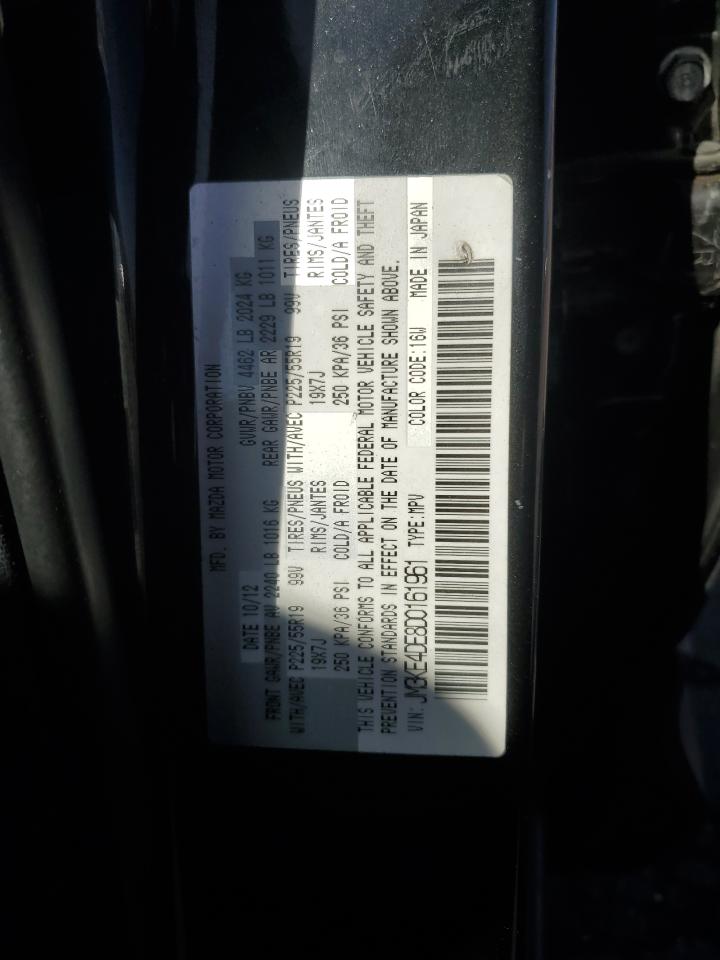 MFD. BY MAZDA MOTOR CORPORATION
DATE 10/12 GVWR/PNBV 4462 LB 2024 KG
FRONT GAWR/PNBE AV 2240 LB 1016 KG REAR GAWR/PNBE AR 2229 LB 1011 KG
WITH/AVEC P225/55R19 99V TIRES/PNEUS WITH/AVEC P225/55R19 99V TIRES/PNEUS
19X7J RIMS/JANTES 19X7J RIMS/JANTES
250 KPA/36 PSI COLD/A FROID 250 KPA/36 PSI COLD/A FROID
THIS VEHICLE CONFORMS TO ALL APPLICABLE FEDERAL MOTOR VEHICLE SAFETY AND THEFT
PREVENTION STANDARDS IN EFFECT ON THE DATE OF MANUFACTURE SHOWN ABOVE.
VIN: JM3KE4DE8D0161961 TYPE:MPV COLOR CODE:16W MADE IN JAPAN